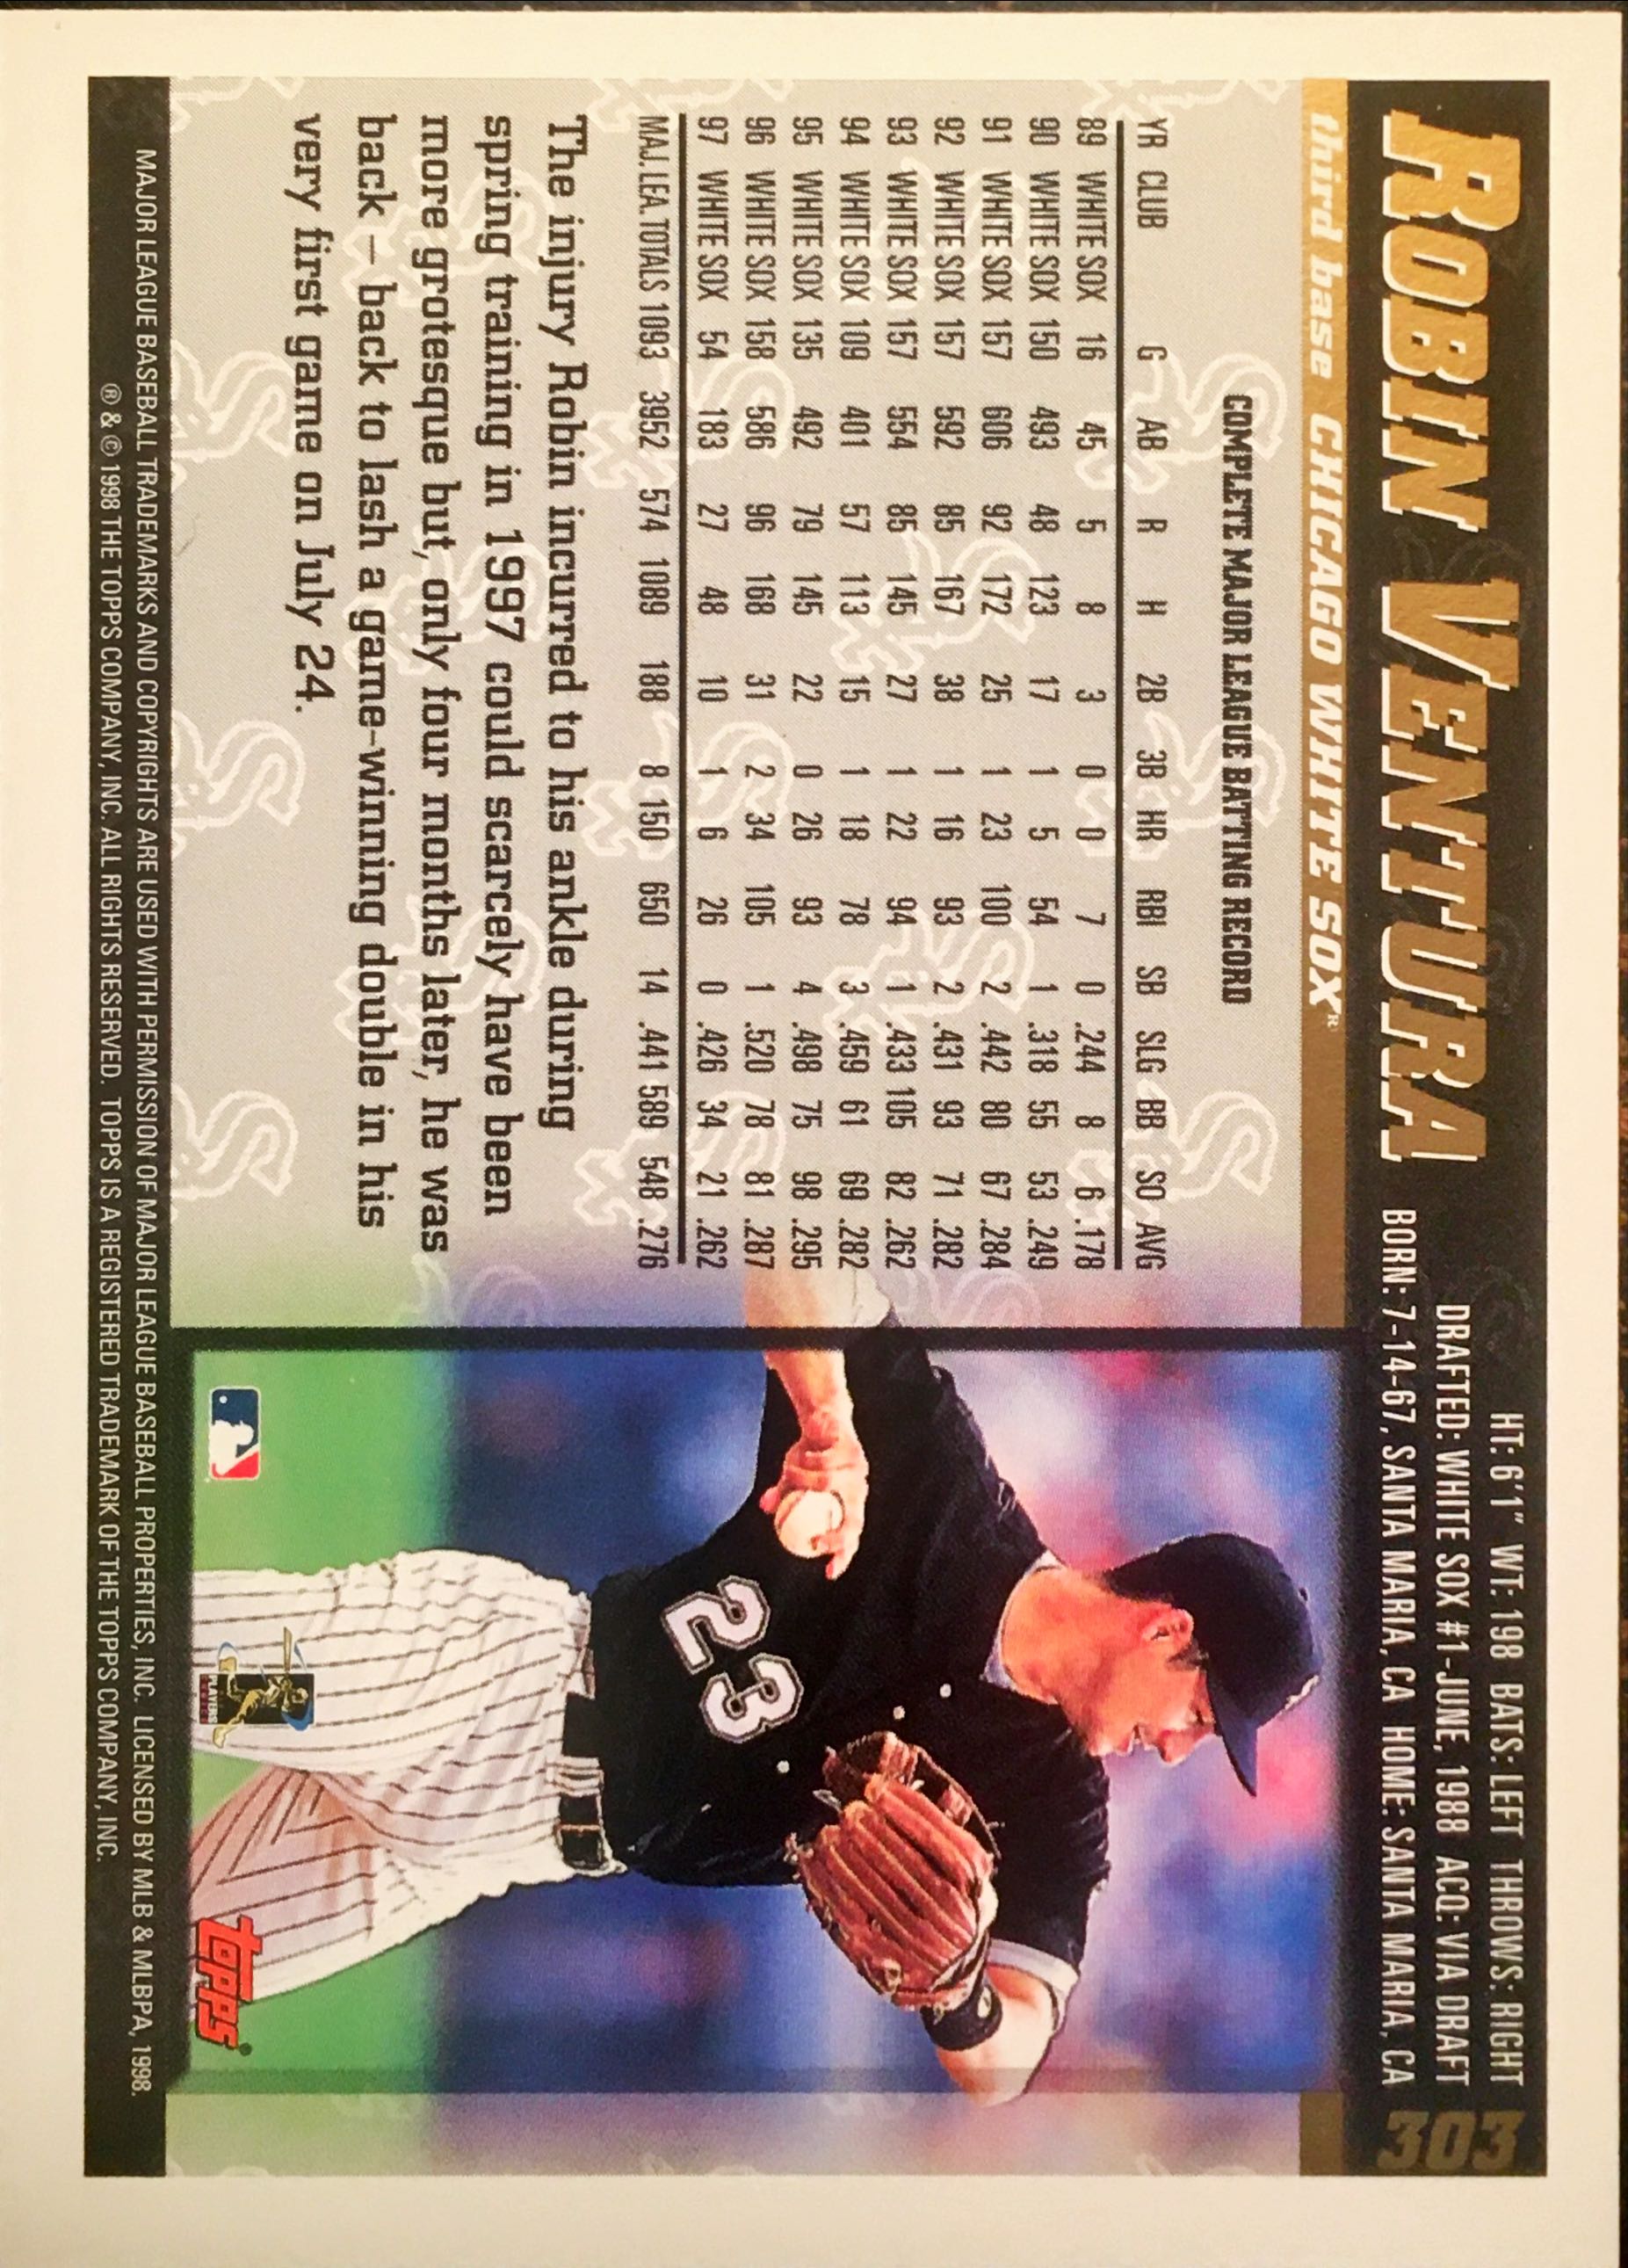 ROBIN VENTURA
HT: 6'1" WT: 198 BATS: LEFT THROWS: RIGHT
DRAFTED: WHITE SOX #1-JUNE, 1988 ACQ: VIA DRAFT
BORN: 7-14-67, SANTA MARIA, CA HOME: SANTA MARIA, CA
303
third base CHICAGO WHITE SOX®
COMPLETE MAJOR LEAGUE BATTING RECORD
YR CLUB G AB R H 2B 3B HR RBI SB SLG BB SO AVG
89 WHITE SOX 16 45 5 8 3 0 0 7 0 .244 8 6 .178
90 WHITE SOX 150 493 48 123 17 1 5 54 1 .318 55 53 .249
91 WHITE SOX 157 606 92 172 25 1 23 100 2 .442 80 67 .284
92 WHITE SOX 157 592 85 167 38 1 16 93 2 .431 93 71 .282
93 WHITE SOX 157 554 85 145 27 1 22 94 1 .433 105 82 .262
94 WHITE SOX 109 401 57 113 15 1 18 78 3 .459 61 69 .282
95 WHITE SOX 135 492 79 145 22 0 26 93 4 .498 75 98 .295
96 WHITE SOX 158 586 96 168 31 2 34 105 1 .520 78 81 .287
97 WHITE SOX 54 183 27 48 10 1 6 26 0 .426 34 21 .262
MAJ. LEA. TOTALS 1093 3952 574 1089 188 8 150 650 14 .441 589 548 .276
The injury Robin incurred to his ankle during
spring training in 1997 could scarcely have been
more grotesque but, only four months later, he was
back – back to lash a game-winning double in his
very first game on July 24.
23
PLAYERS CHOICE
TOPPS®
MAJOR LEAGUE BASEBALL TRADEMARKS AND COPYRIGHTS ARE USED WITH PERMISSION OF MAJOR LEAGUE BASEBALL PROPERTIES, INC. LICENSED BY MLB & MLBPA, 1998.
® & © 1998 THE TOPPS COMPANY, INC. ALL RIGHTS RESERVED. TOPPS IS A REGISTERED TRADEMARK OF THE TOPPS COMPANY, INC.